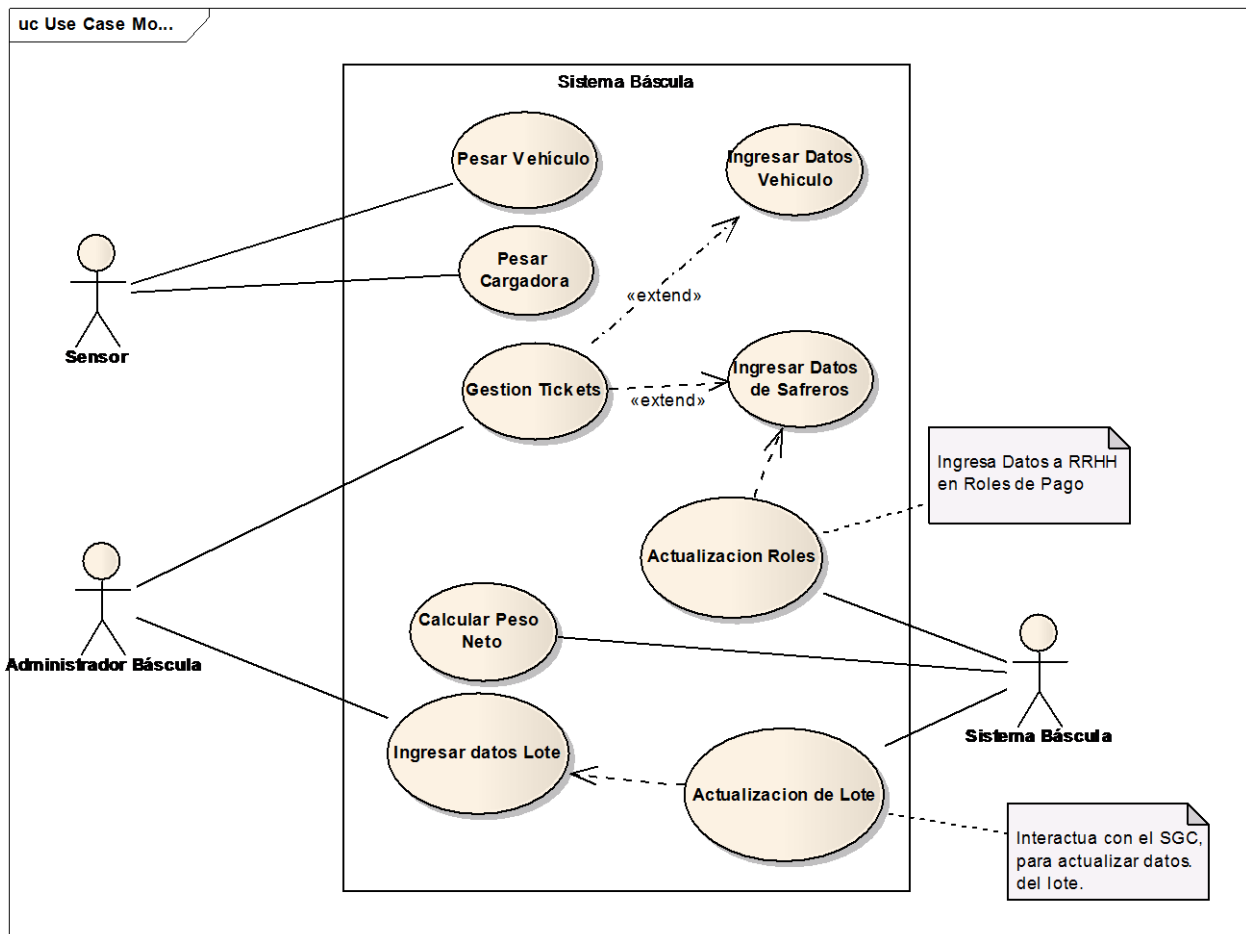 uc Use Case Mo...
Sistema Báscula
Pesar Vehículo
Ingresar Datos
Vehiculo
Pesar
Cargadora
Sensor
«extend»
Gestion Tickets
Ingresar Datos
de Safreros
«extend»
Ingresa Datos a RRHH
en Roles de Pago
Actualizacion Roles
Administrador Báscula
Calcular Peso
Neto
Sistema Báscula
Ingresar datos Lote
Actualizacion de Lote
Interactua con el SGC,
para actualizar datos.
del lote.